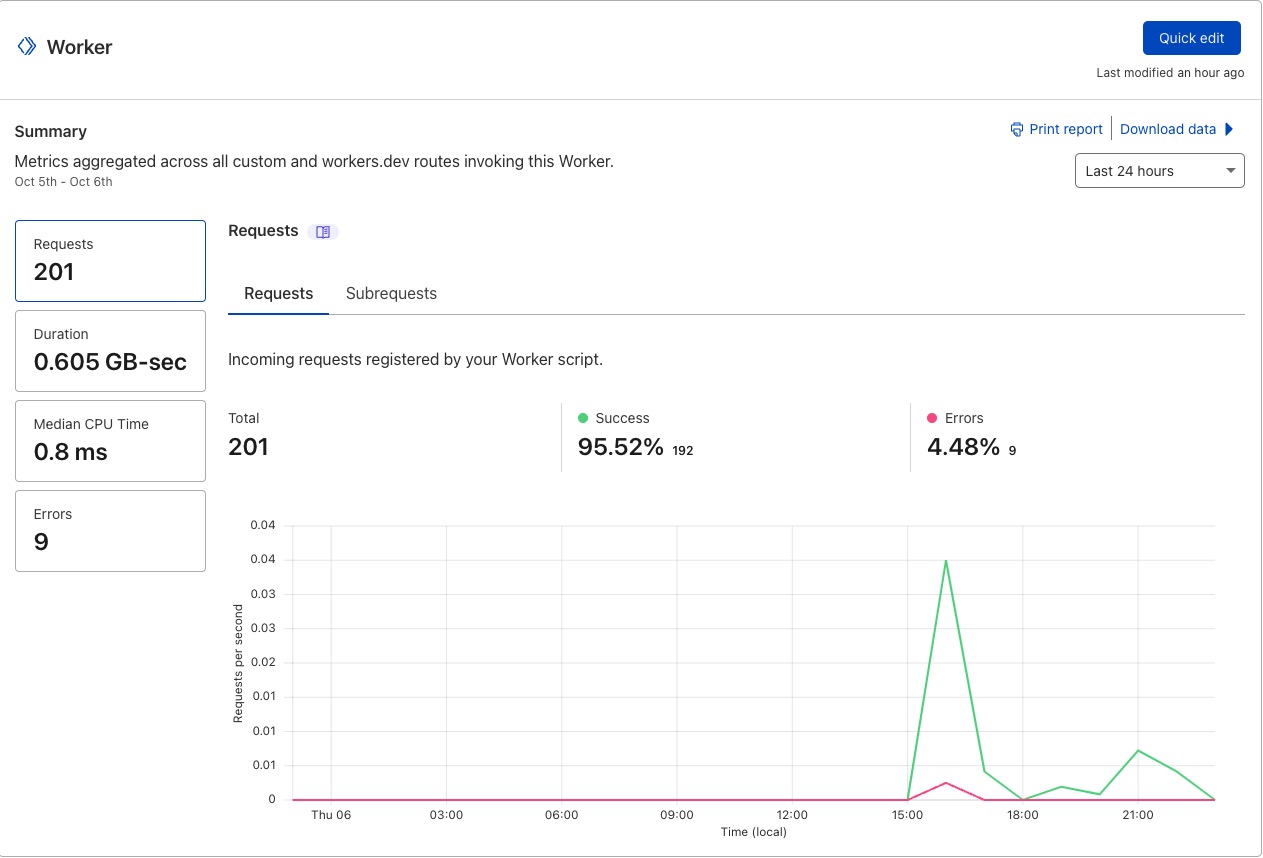 Worker
Quick edit
Last modified an hour ago
Summary
Print report
Download data
Metrics aggregated across all custom and workers.dev routes invoking this Worker.
Oct 5th - Oct 6th
Last 24 hours
Requests
201
Duration
0.605 GB-sec
Median CPU Time
0.8 ms
Errors
9
Requests
Requests
Subrequests
Incoming requests registered by your Worker script.
Total
201
Success
95.52% 192
Errors
4.48% 9
Requests per second
0.04
0.04
0.03
0.03
0.02
0.01
0.01
0.01
0
Thu 06
03:00
06:00
09:00
12:00
15:00
18:00
21:00
Time (local)